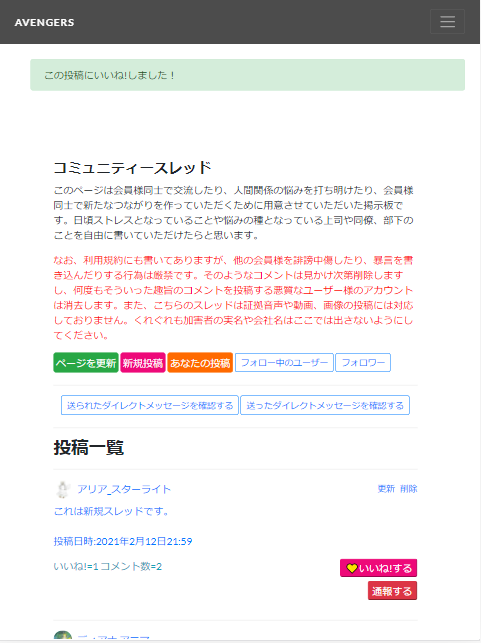 AVENGERS
この投稿にいいね!しました！
コミュニティースレッド
このページは会員様同士で交流したり、人間関係の悩みを打ち明けたり、会員様
同士で新たなつながりを作っていただくために用意させていただいた掲示板で
す。日頃ストレスとなっていることや悩みの種となっている上司や同僚、部下の
ことを自由に書いていただけたらと思います。
なお、利用規約にも書いてありますが、他の会員様を誹謗中傷したり、暴言を書
き込んだりする行為は厳禁です。そのようなコメントは見かけ次第削除します
し、何度もそういった趣旨のコメントを投稿する悪質なユーザー様のアカウント
は消去します。また、こちらのスレッドは証拠音声や動画、画像の投稿には対応
しておりません。くれぐれも加害者の実名や会社名はここでは出さないようにし
てください。
ページを更新 新規投稿 あなたの投稿 フォロー中のユーザー フォロワー
送られたダイレクトメッセージを確認する 送ったダイレクトメッセージを確認する
投稿一覧
アリア_スターライト 更新 削除
これは新規スレッドです。
投稿日時:2021年2月12日21:59
いいね!=1 コメント数=2 いいね!する
通報する